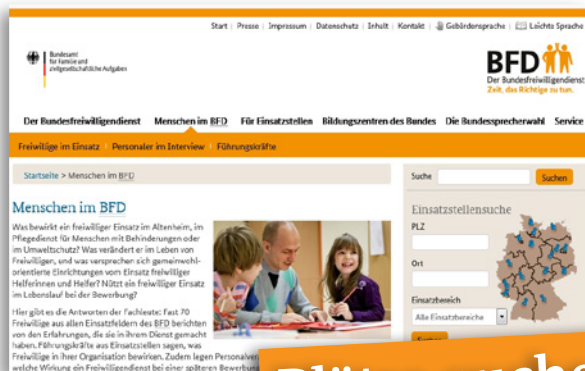 Start | Presse | Impressum | Datenschutz | Inhalt | Kontakt | Gebärdensprache | Leichte Sprache
Bundesamt
für Familie und
zivilgesellschaftliche Aufgaben
BFD
Der Bundesfreiwilligendienst
Zeit, das Richtige zu tun.
Der Bundesfreiwilligendienst Menschen im BFD Für Einsatzstellen Bildungszentren des Bundes Die Bundessprecherwahl Service
Freiwillige im Einsatz | Personaler im Interview | Führungskräfte
Startseite > Menschen im BFD
Menschen im BFD
Was bewirkt ein freiwilliger Einsatz im Altenheim, im
Pflegedienst für Menschen mit Behinderungen oder
im Umweltschutz? Was verändert er im Leben von
Freiwilligen, und was versprechen sich gemeinwohl-
orientierte Einrichtungen vom Einsatz freiwilliger
Helferinnen und Helfer? Nützt ein freiwilliger Einsatz
im Lebenslauf bei der Bewerbung?
Hier gibt es die Antworten der Fachleute: Fast 70
Freiwillige aus allen Einsatzfeldern des BFD berichten
von den Erfahrungen, die sie in ihrem Dienst gemacht
haben. Führungskräfte aus Einsatzstellen sagen, was
Freiwillige in ihrer Organisation bewirken. Zudem legen Personalver
welche Wirkung ein Freiwilligendienst bei einer späteren Bewerbung
Suche Suchen
Einsatzstellensuche
PLZ
Ort
Einsatzbereich
Alle Einsatzbereiche
Suchen